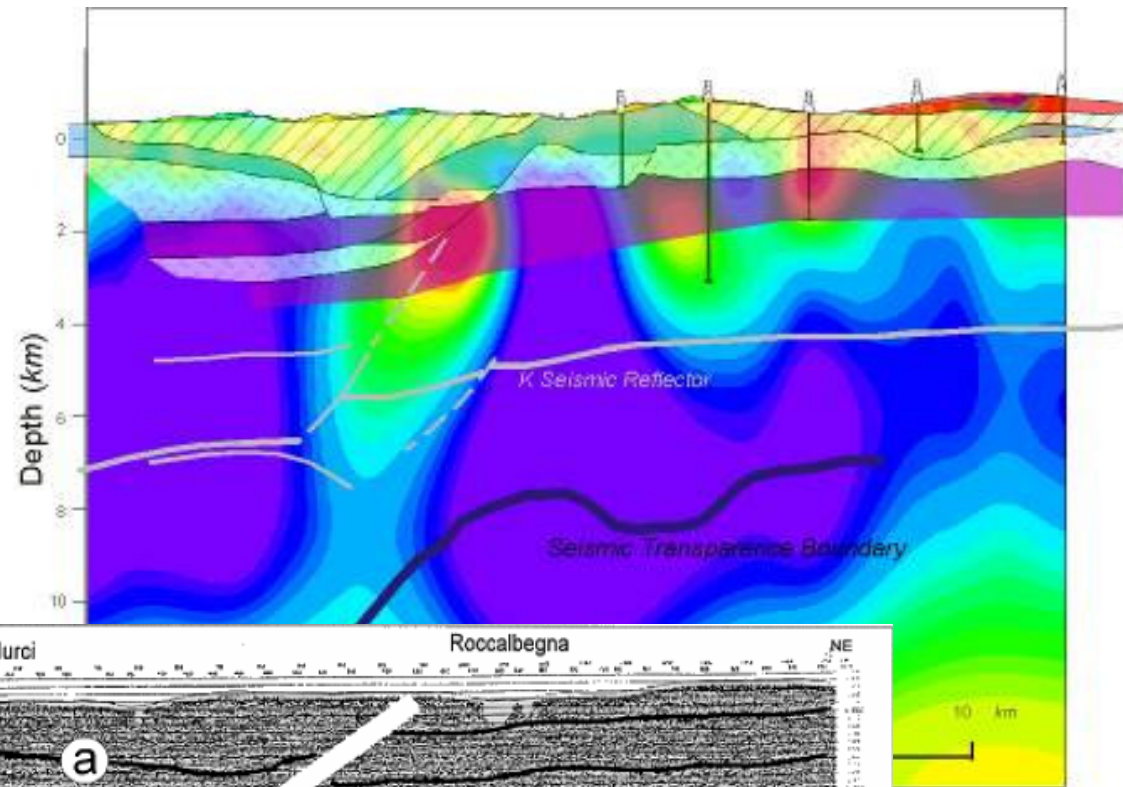 0
2
4
6
8
10
Depth (km)
K Seismic Reflector
Seismic Transparence Boundary
Roccalbegna
NE
a
10 km